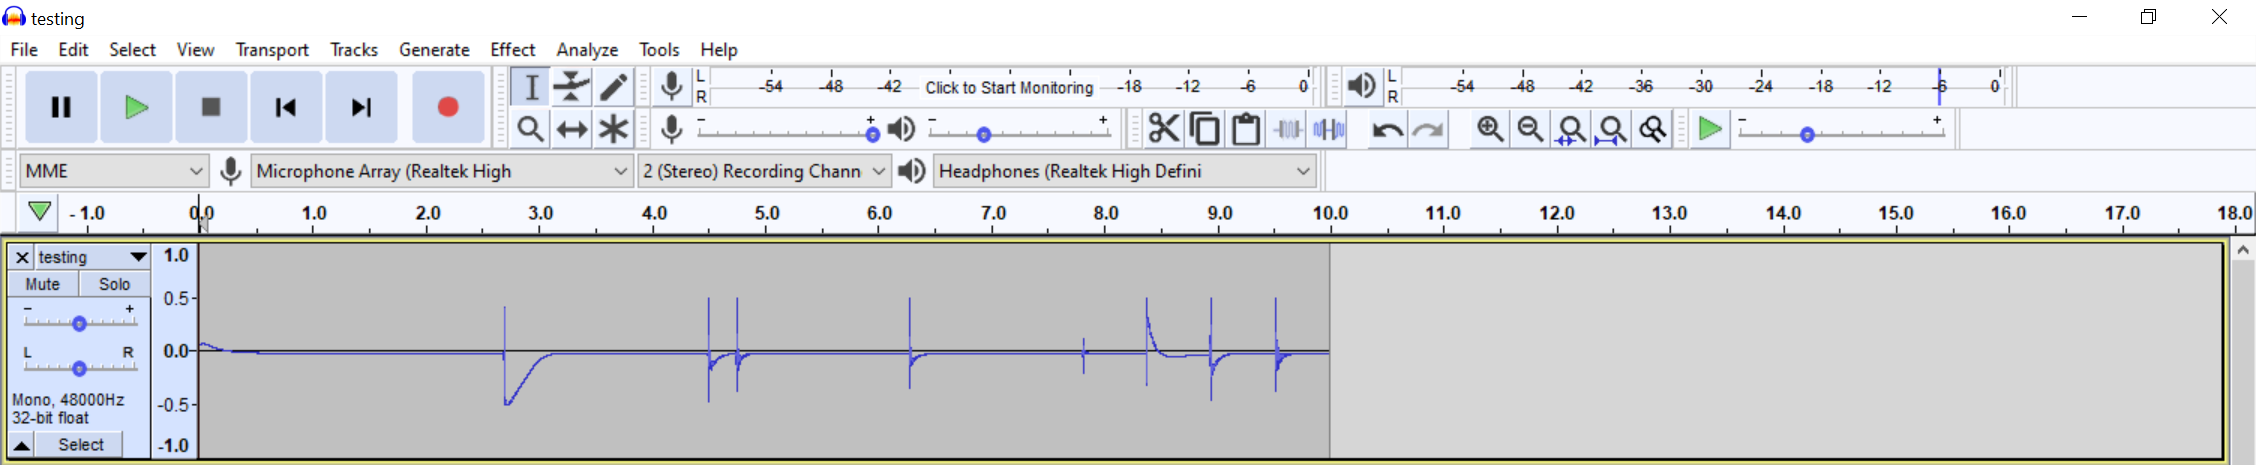 testing
File Edit Select View Transport Tracks Generate Effect Analyze Tools Help
L R -54 -48 -42 Click to Start Monitoring -18 -12 -6 0 L R -54 -48 -42 -36 -30 -24 -18 -12 -6 0
- + - + - +
MME Microphone Array (Realtek High 2 (Stereo) Recording Chann Headphones (Realtek High Defini
- 1.0 0.0 1.0 2.0 3.0 4.0 5.0 6.0 7.0 8.0 9.0 10.0 11.0 12.0 13.0 14.0 15.0 16.0 17.0 18.0
testing 1.0
Mute Solo
- + 0.5
L R 0.0
Mono, 48000Hz -0.5
32-bit float
Select -1.0